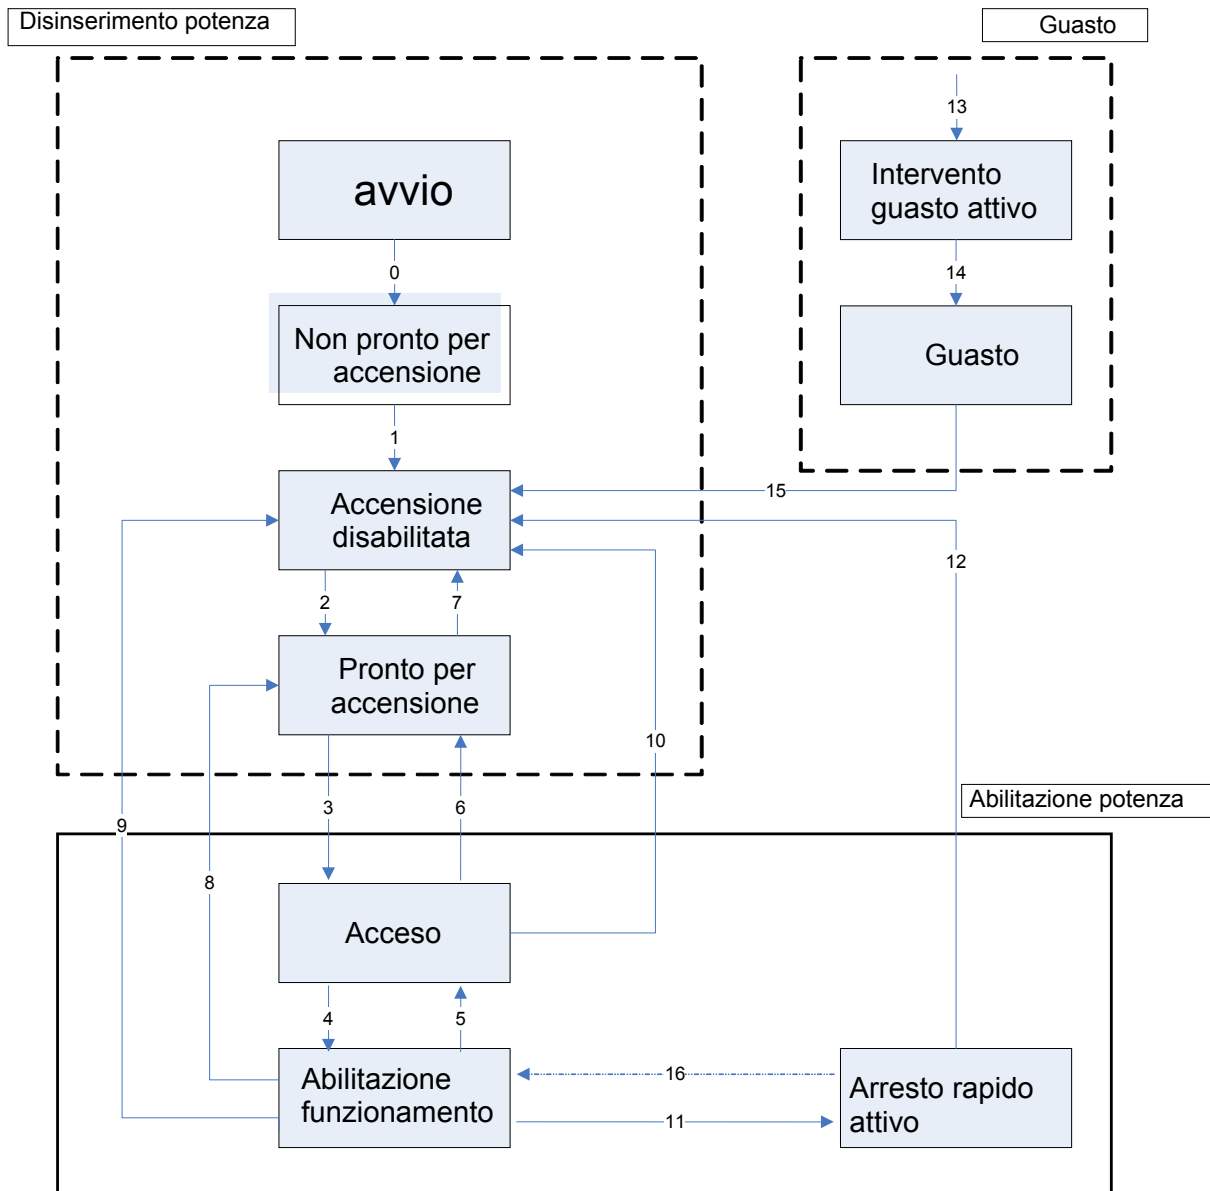 Disinserimento potenza
Guasto
13
avvio
Intervento
guasto attivo
0
14
Non pronto per
accensione
Guasto
1
Accensione
disabilitata
15
12
2
7
Pronto per
accensione
10
Abilitazione potenza
3
6
9
8
Acceso
4
5
Abilitazione
funzionamento
16
11
Arresto rapido
attivo